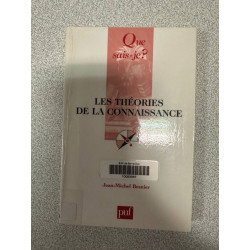 Que
sais-je?
LES THÉORIES
DE LA CONNAISSANCE
Jean-Michel Besnier
puf